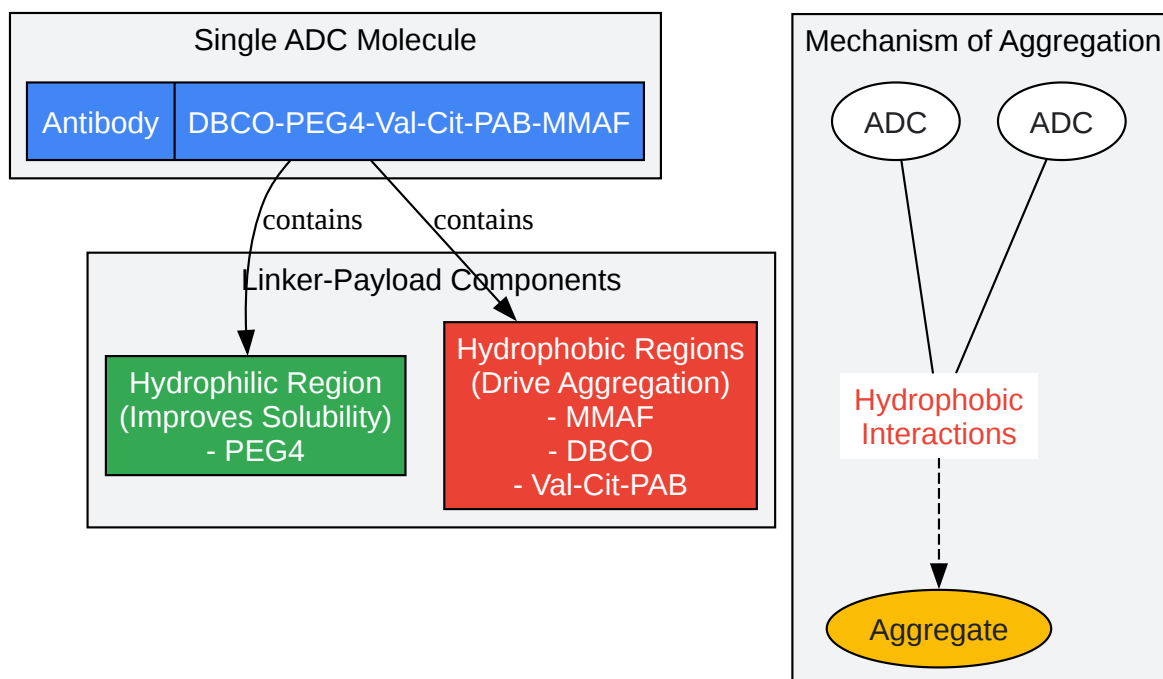 Single ADC Molecule
Antibody
DBCO-PEG4-Val-Cit-PAB-MMAF
contains
contains
Linker-Payload Components
Hydrophilic Region
(Improves Solubility)
- PEG4
Hydrophobic Regions
(Drive Aggregation)
- MMAF
- DBCO
- Val-Cit-PAB
Mechanism of Aggregation
ADC
ADC
Hydrophobic
Interactions
Aggregate